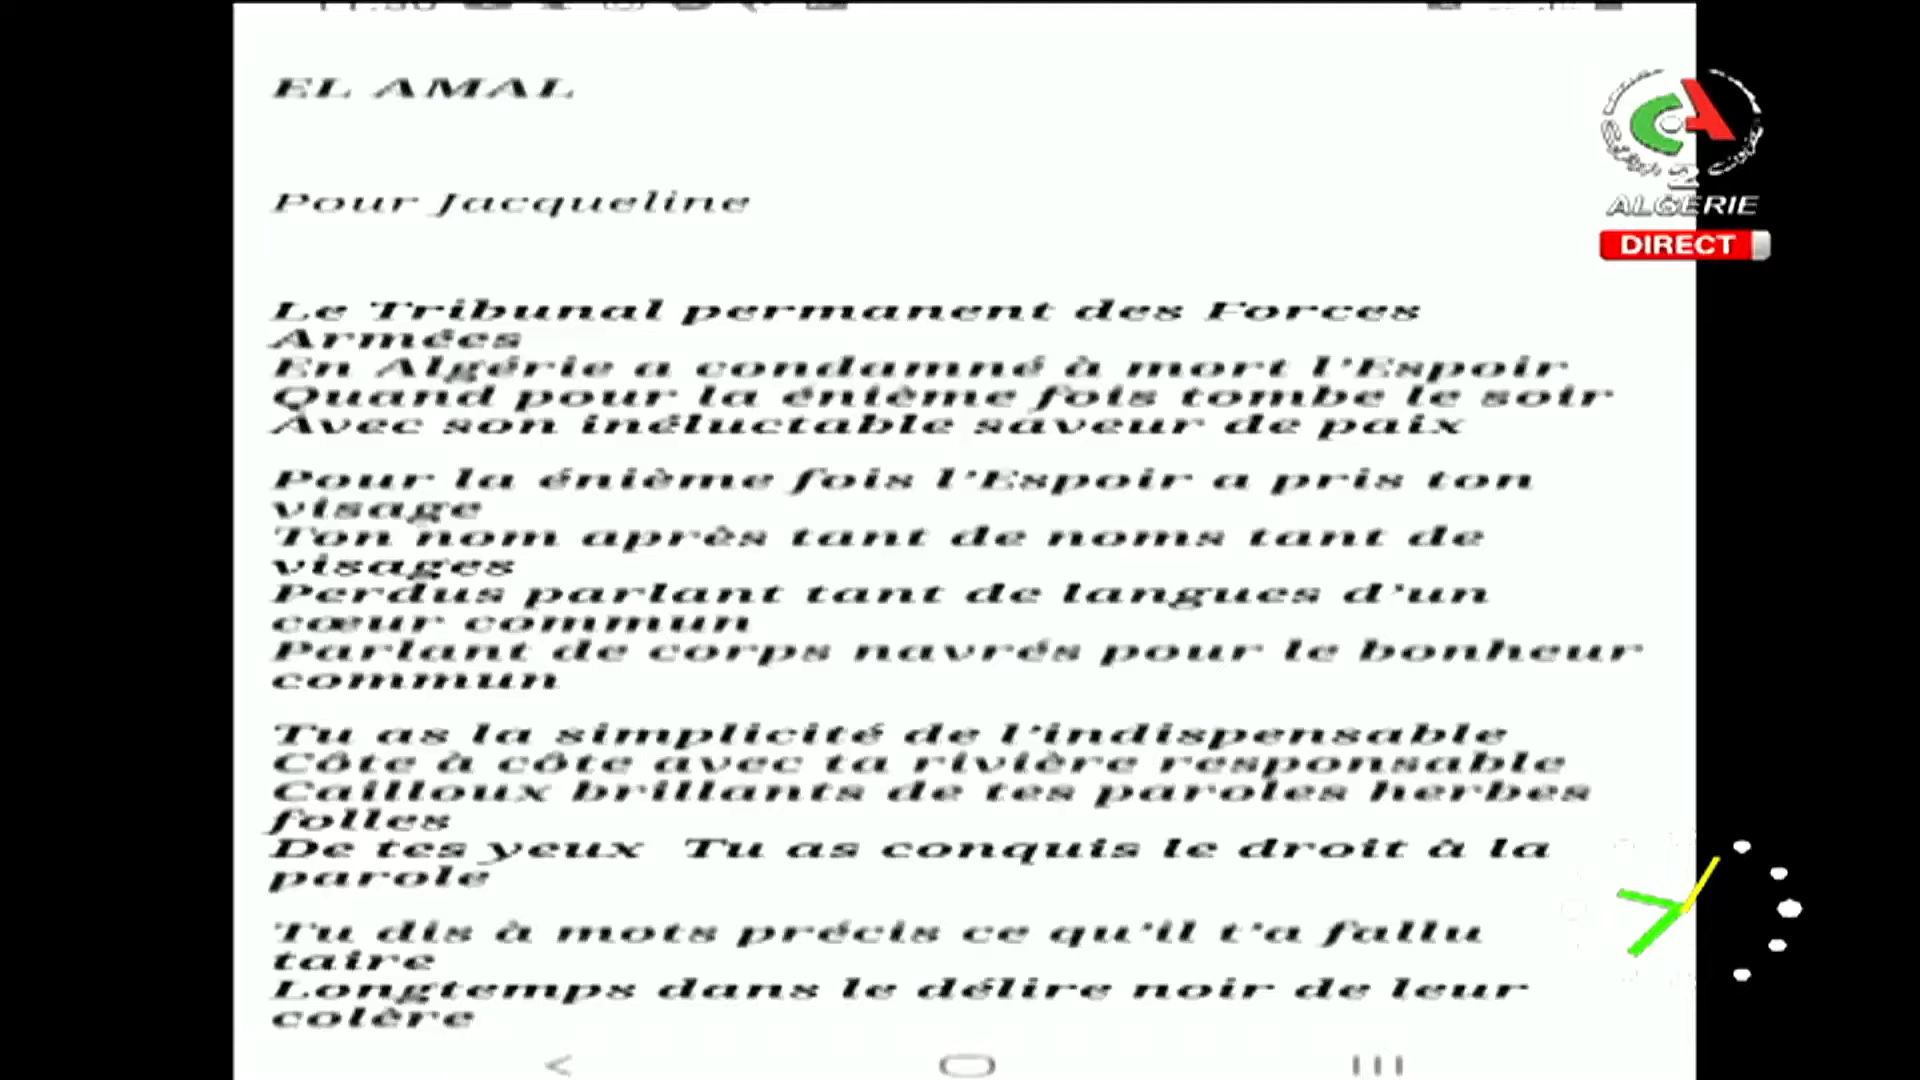 EL AMAL
Pour Jacqueline
Le Tribunal permanent des Forces
Armées
En Algérie a condamné à mort l'Espoir
Quand pour la énième fois tombe le soir
Avec son inéluctable saveur de paix
Pour la énième fois l'Espoir a pris ton
visage
Ton nom après tant de noms tant de
visages
Perdus parlant tant de langues d'un
cœur commun
Parlant de corps navrés pour le bonheur
commun
Tu as la simplicité de l'indispensable
Côte à côte avec ta rivière responsable
Cailloux brillants de tes paroles herbes
folles
De tes yeux Tu as conquis le droit à la
parole
Tu dis à mots précis ce qu'il t'a fallu
taire
Longtemps dans le délire noir de leur
colère
CA
2
ALGERIE
DIRECT